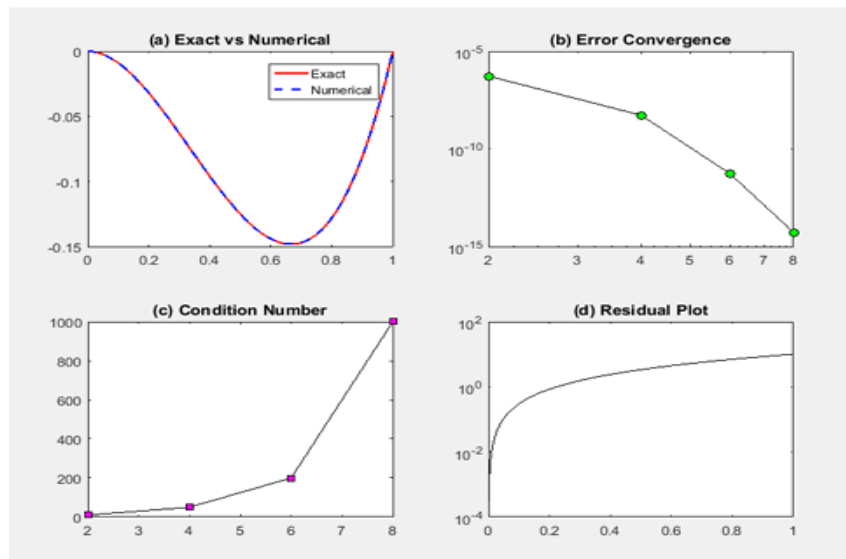 (a) Exact vs Numerical
0
-0.05
-0.1
-0.15
0 0.2 0.4 0.6 0.8 1
Exact
Numerical
(b) Error Convergence
10-5
10-10
10-15
2 3 4 5 6 7 8
(c) Condition Number
1000
800
600
400
200
0
2 3 4 5 6 7 8
(d) Residual Plot
102
100
10-2
10-4
0 0.2 0.4 0.6 0.8 1